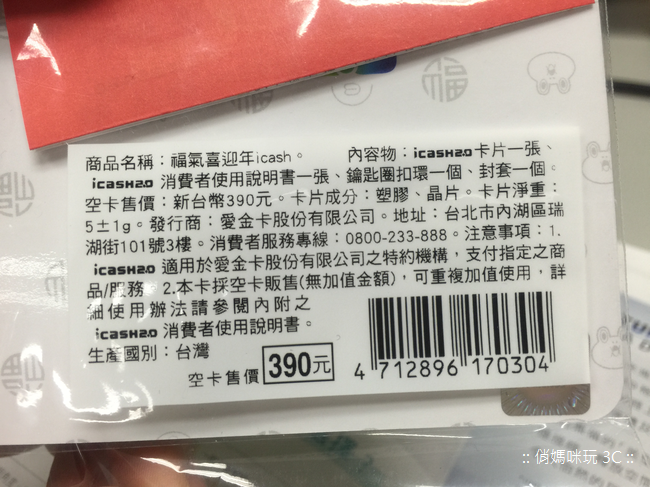 商品名稱：福氣喜迎年icash。　內容物：icash2.0卡片一張、
icash2.0 消費者使用說明書一張、鑰匙圈扣環一個、封套一個。
空卡售價：新台幣390元。卡片成分：塑膠、晶片。卡片淨重：
5±1g。發行商：愛金卡股份有限公司。地址：台北市內湖區瑞
湖街101號3樓。消費者服務專線：0800-233-888。注意事項：1.
icash2.0 適用於愛金卡股份有限公司之特約機構，支付指定之商
品/服務。2.本卡採空卡販售(無加值金額)，可重複加值使用，詳
細使用辦法請參閱內附之
icash2.0 消費者使用說明書。
生產國別：台灣
空卡售價 390元
4 712896 170304
福
:: 俏媽咪玩 3C ::